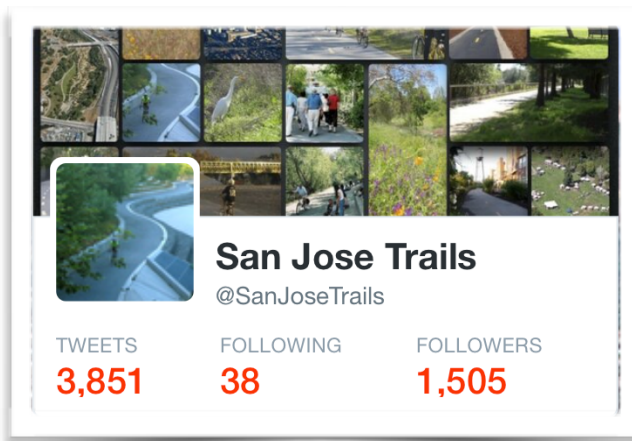 San Jose Trails
@SanJoseTrails
TWEETS FOLLOWING FOLLOWERS
3,851 38 1,505